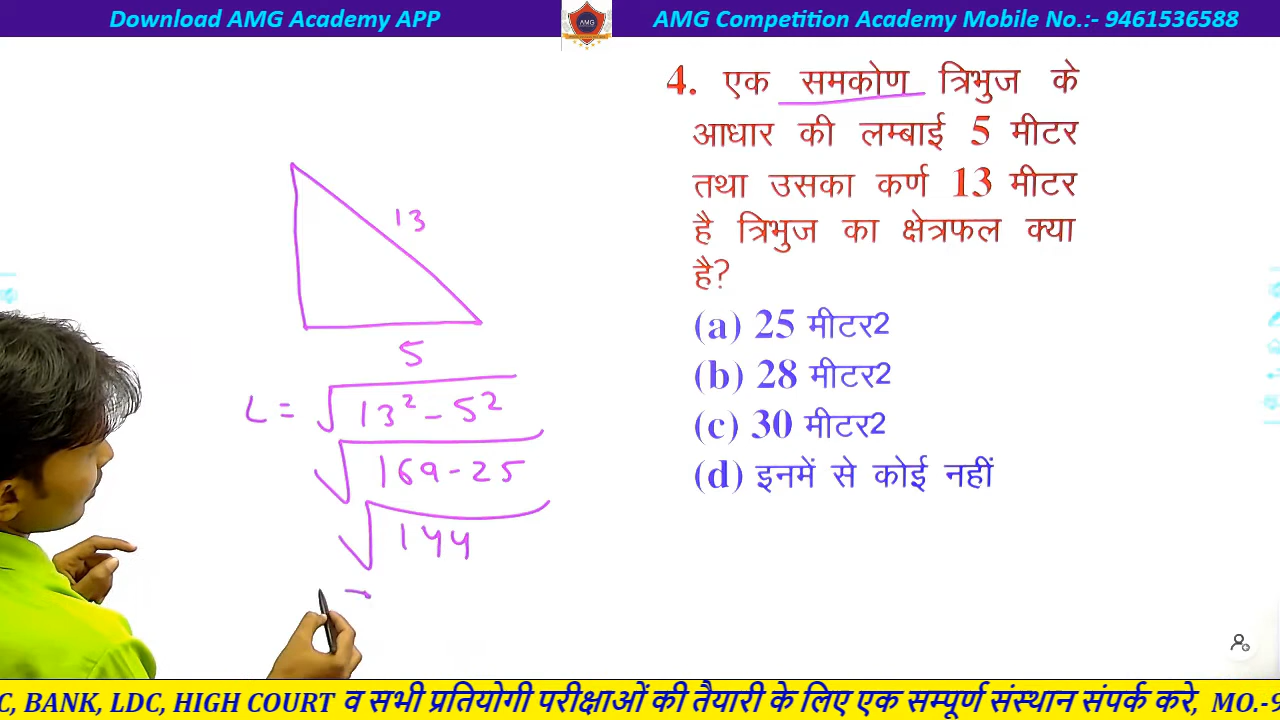 Download AMG Academy APP
AMG
AMG Competition Academy Mobile No.:- 9461536588
4. एक समकोण त्रिभुज के
आधार की लम्बाई 5 मीटर
तथा उसका कर्ण 13 मीटर
है त्रिभुज का क्षेत्रफल क्या
है?
(a) 25 मीटर2
(b) 28 मीटर2
(c) 30 मीटर2
(d) इनमें से कोई नहीं
13
5
L = √13² - 5²
√169 - 25
√144
C, BANK, LDC, HIGH COURT व सभी प्रतियोगी परीक्षाओं की तैयारी के लिए एक सम्पूर्ण संस्थान संपर्क करे, MO.-9